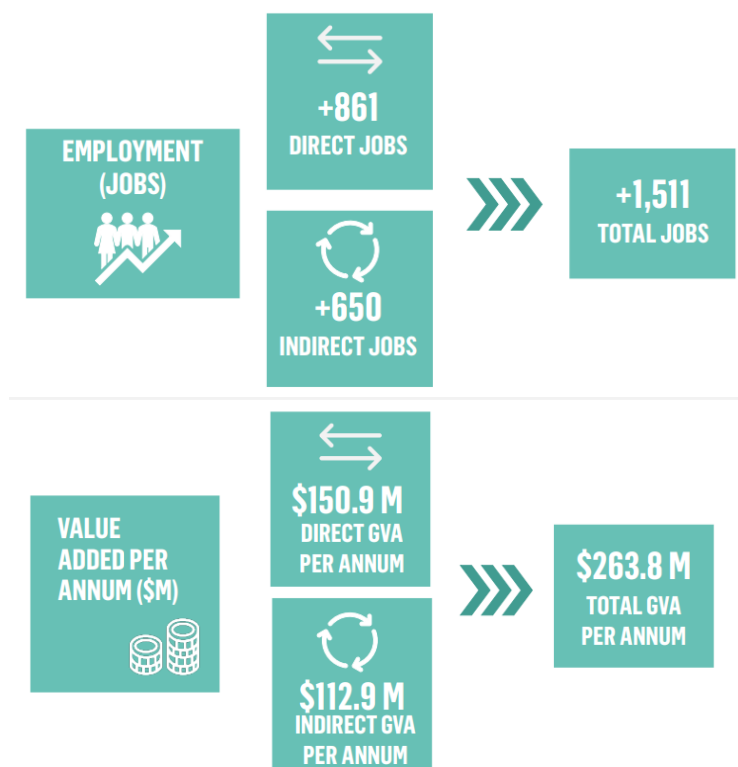 EMPLOYMENT
(JOBS)
+861
DIRECT JOBS
+650
INDIRECT JOBS
+1,511
TOTAL JOBS
VALUE
ADDED PER
ANNUM ($M)
$150.9 M
DIRECT GVA
PER ANNUM
$112.9 M
INDIRECT GVA
PER ANNUM
$263.8 M
TOTAL GVA
PER ANNUM